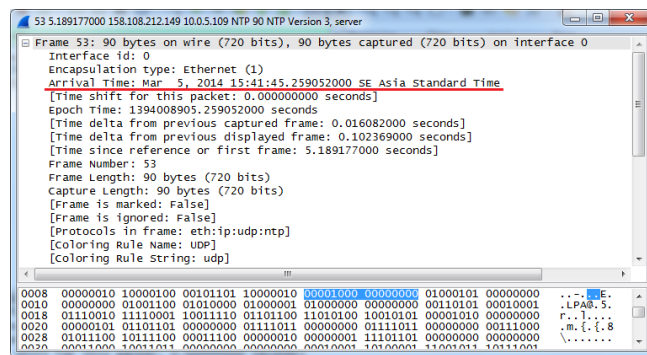 53 5.189177000 158.108.212.149 10.0.5.109 NTP 90 NTP Version 3, server
Frame 53: 90 bytes on wire (720 bits), 90 bytes captured (720 bits) on interface 0
Interface id: 0
Encapsulation type: Ethernet (1)
Arrival Time: Mar  5, 2014 15:41:45.259052000 SE Asia Standard Time
[Time shift for this packet: 0.000000000 seconds]
Epoch Time: 1394008905.259052000 seconds
[Time delta from previous captured frame: 0.016082000 seconds]
[Time delta from previous displayed frame: 0.102369000 seconds]
[Time since reference or first frame: 5.189177000 seconds]
Frame Number: 53
Frame Length: 90 bytes (720 bits)
Capture Length: 90 bytes (720 bits)
[Frame is marked: False]
[Frame is ignored: False]
[Protocols in frame: eth:ip:udp:ntp]
[Coloring Rule Name: UDP]
[Coloring Rule String: udp]
0008 00000010 10000100 00101101 10000010 00001000 00000000 01000101 00000000 ..-...E.
0010 00000000 01001100 01010000 01000001 01000000 00000000 00110101 00010001 .LPA@.5.
0018 01110010 11110001 10011110 01101100 11010100 10010101 00001010 00000000 r..l....
0020 00000101 01101101 00000000 01111011 00000000 01111011 00000000 00111000 .m.{.{.8
0028 01011100 10111100 00011100 00000010 00000001 11101101 00000000 00000000 \.......